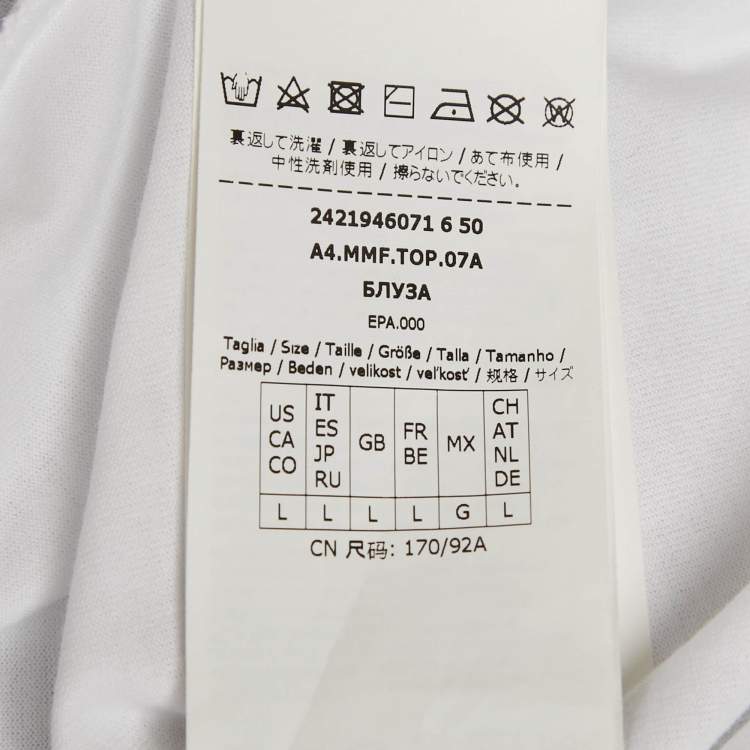 裏返して洗濯 / 裏返してアイロン / あて布使用 /
中性洗剤使用 / 擦らないでください。
2421946071 6 50
A4.MMF.TOP.07A
БЛУЗА
EPA.000
Taglia / Size / Taille / Größe / Talla / Tamanho /
Размер / Beden / velikost / veľkosť / 规格 / サイズ
US CA CO
IT ES JP RU
GB
FR BE
MX
CH AT NL DE
L L L L G L
CN 尺码: 170/92A